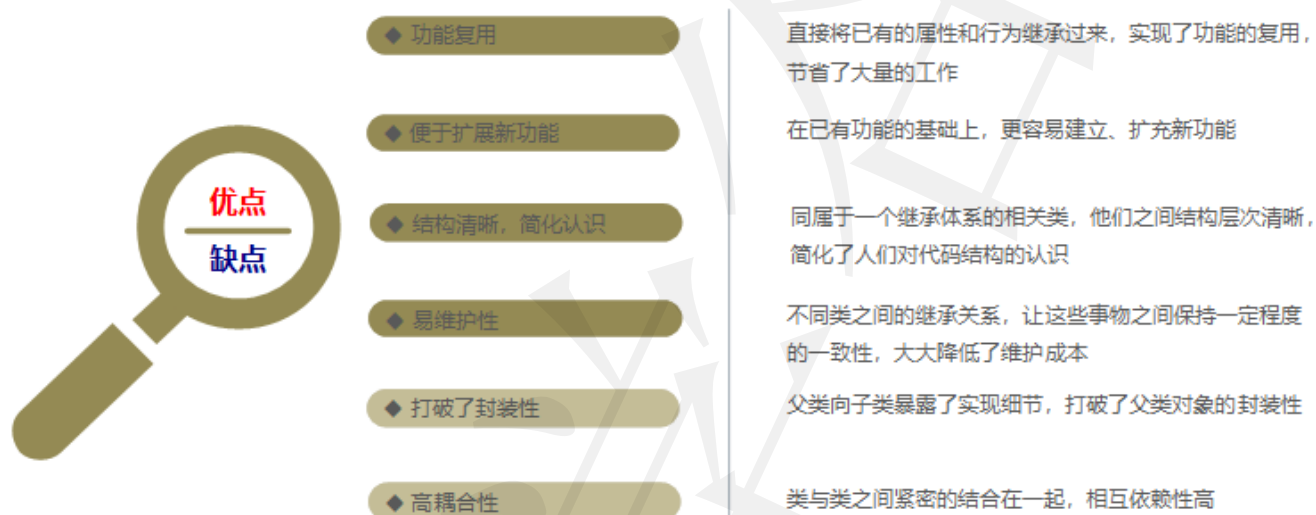 优点
缺点
◆ 功能复用
直接将已有的属性和行为继承过来，实现了功能的复用，
节省了大量的工作
◆ 便于扩展新功能
在已有功能的基础上，更容易建立、扩充新功能
◆ 结构清晰，简化认识
同属于一个继承体系的相关类，他们之间结构层次清晰，
简化了人们对代码结构的认识
◆ 易维护性
不同类之间的继承关系，让这些事物之间保持一定程度
的一致性，大大降低了维护成本
◆ 打破了封装性
父类向子类暴露了实现细节，打破了父类对象的封装性
◆ 高耦合性
类与类之间紧密的结合在一起，相互依赖性高